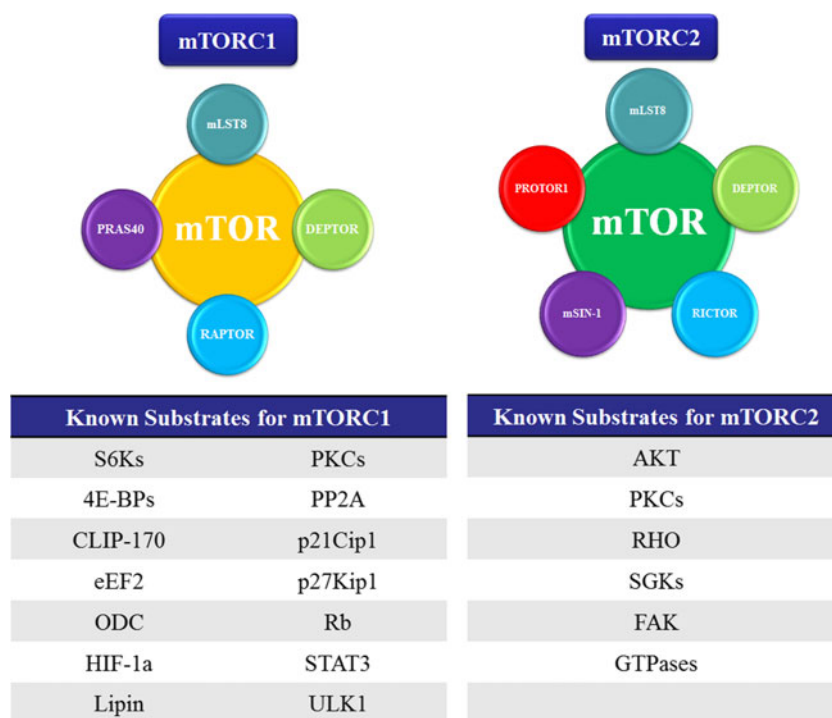 mTORC1
mLST8
PRAS40
mTOR
DEPTOR
RAPTOR
mTORC2
mLST8
PROTOR1
DEPTOR
mTOR
mSIN-1
RICTOR
Known Substrates for mTORC1
S6Ks PKCs
4E-BPs PP2A
CLIP-170 p21Cip1
eEF2 p27Kip1
ODC Rb
HIF-1a STAT3
Lipin ULK1
Known Substrates for mTORC2
AKT
PKCs
RHO
SGKs
FAK
GTPases